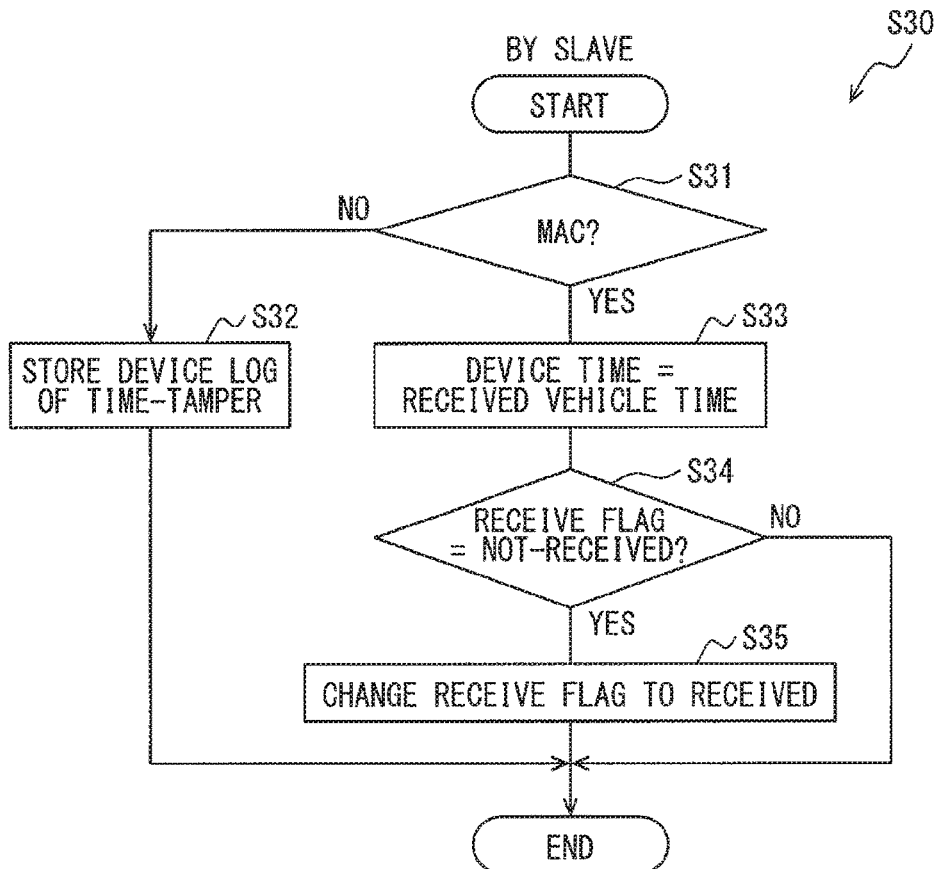 S30
BY SLAVE
START
S31
NO
MAC?
YES
S32
S33
STORE DEVICE LOG
OF TIME-TAMPER
DEVICE TIME =
RECEIVED VEHICLE TIME
S34
RECEIVE FLAG
= NOT-RECEIVED?
NO
YES
S35
CHANGE RECEIVE FLAG TO RECEIVED
END